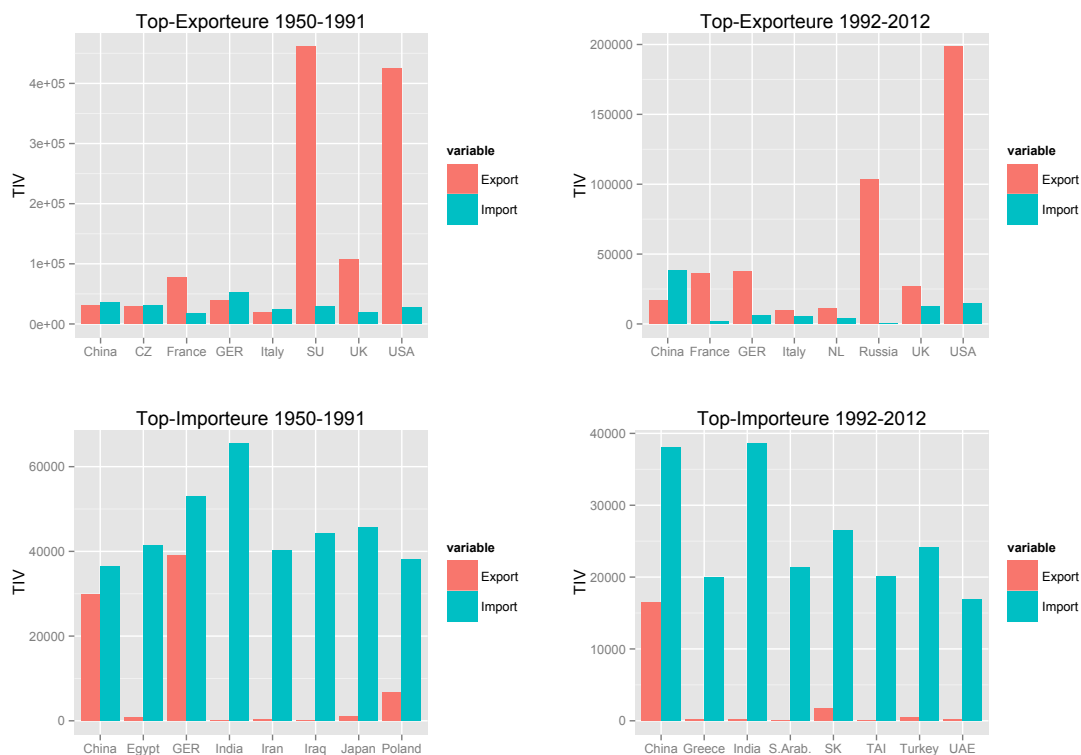 Top-Exporteure 1950-1991
4e+05
3e+05
2e+05
1e+05
0e+00
TIV
China CZ France GER Italy SU UK USA
variable
Export
Import
Top-Exporteure 1992-2012
200000
150000
100000
50000
0
TIV
China France GER Italy NL Russia UK USA
variable
Export
Import
Top-Importeure 1950-1991
60000
40000
20000
0
TIV
China Egypt GER India Iran Iraq Japan Poland
variable
Export
Import
Top-Importeure 1992-2012
40000
30000
20000
10000
0
TIV
China Greece India S.Arab. SK TAI Turkey UAE
variable
Export
Import